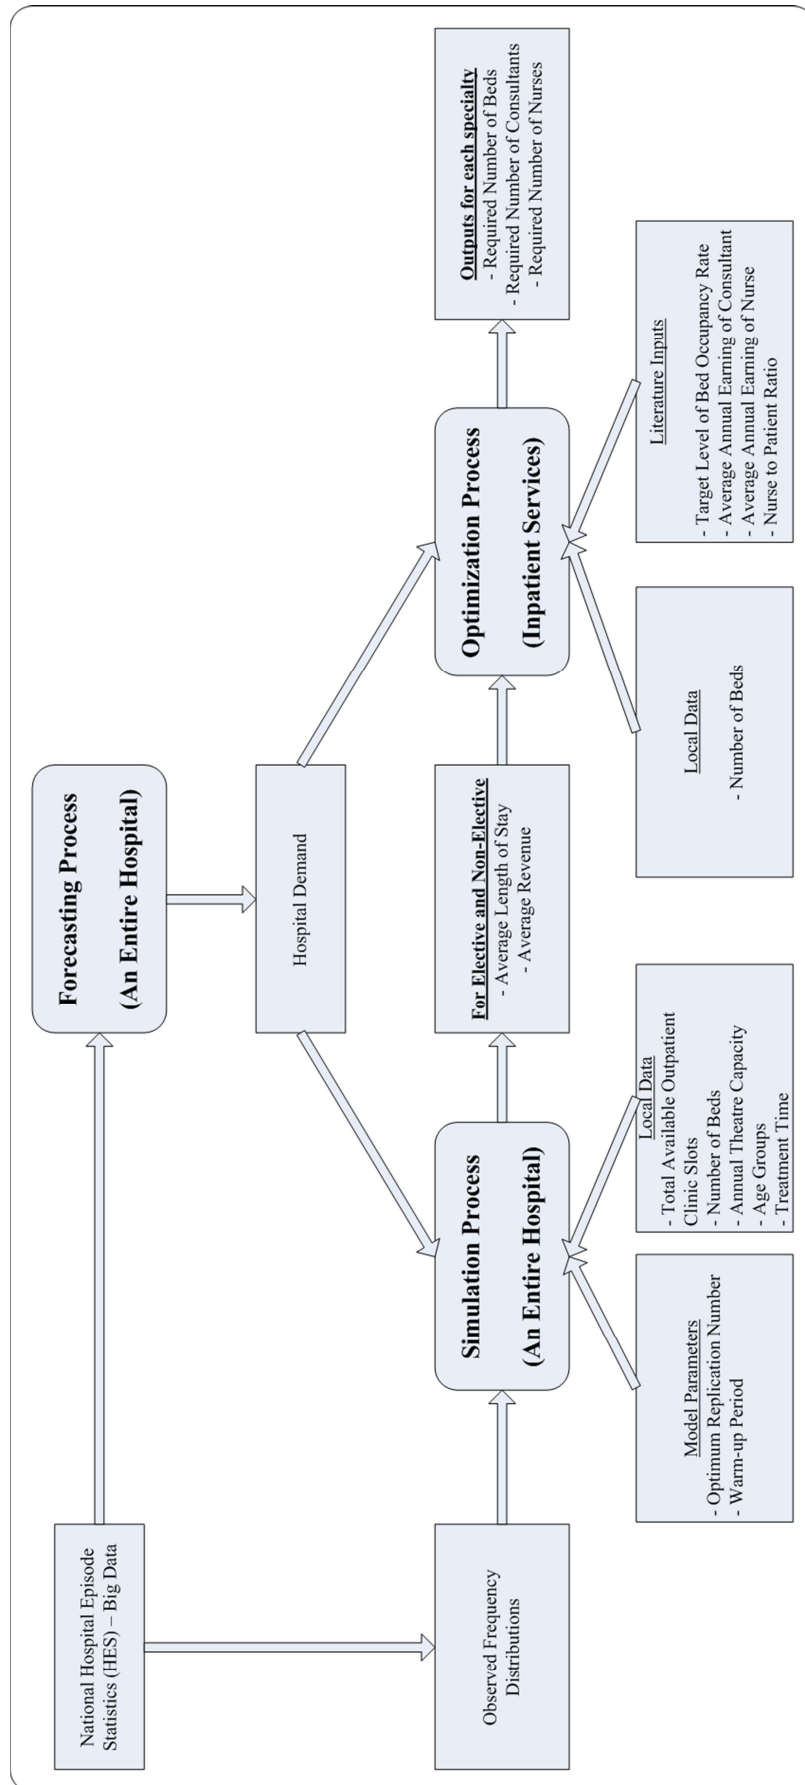 National Hospital Episode
Statistics (HES) – Big Data
Forecasting Process
(An Entire Hospital)
Hospital Demand
Observed Frequency
Distributions
Simulation Process
(An Entire Hospital)
For Elective and Non-Elective
- Average Length of Stay
- Average Revenue
Optimization Process
(Inpatient Services)
Outputs for each specialty
- Required Number of Beds
- Required Number of Consultants
- Required Number of Nurses
Model Parameters
- Optimum Replication Number
- Warm-up Period
Local Data
- Total Available Outpatient
Clinic Slots
- Number of Beds
- Annual Theatre Capacity
- Age Groups
- Treatment Time
Local Data
- Number of Beds
Literature Inputs
- Target Level of Bed Occupancy Rate
- Average Annual Earning of Consultant
- Average Annual Earning of Nurse
- Nurse to Patient Ratio